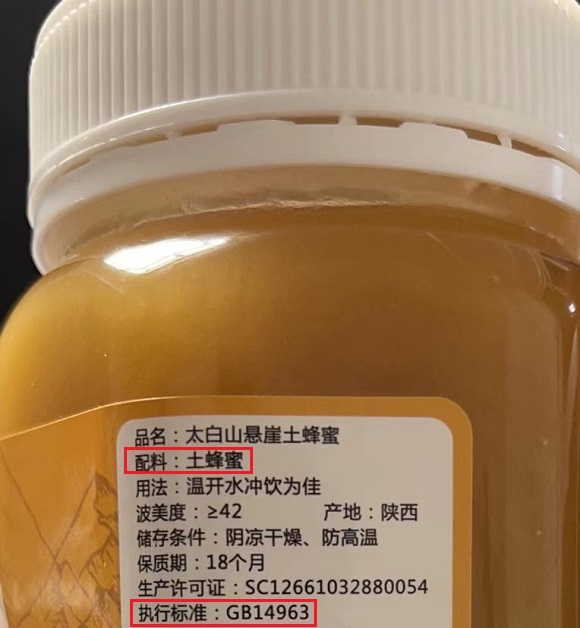 品名：太白山悬崖土蜂蜜
配料：土蜂蜜
用法：温开水冲饮为佳
波美度：≥42 产地：陕西
储存条件：阴凉干燥、防高温
保质期：18个月
生产许可证：SC12661032880054
执行标准：GB14963